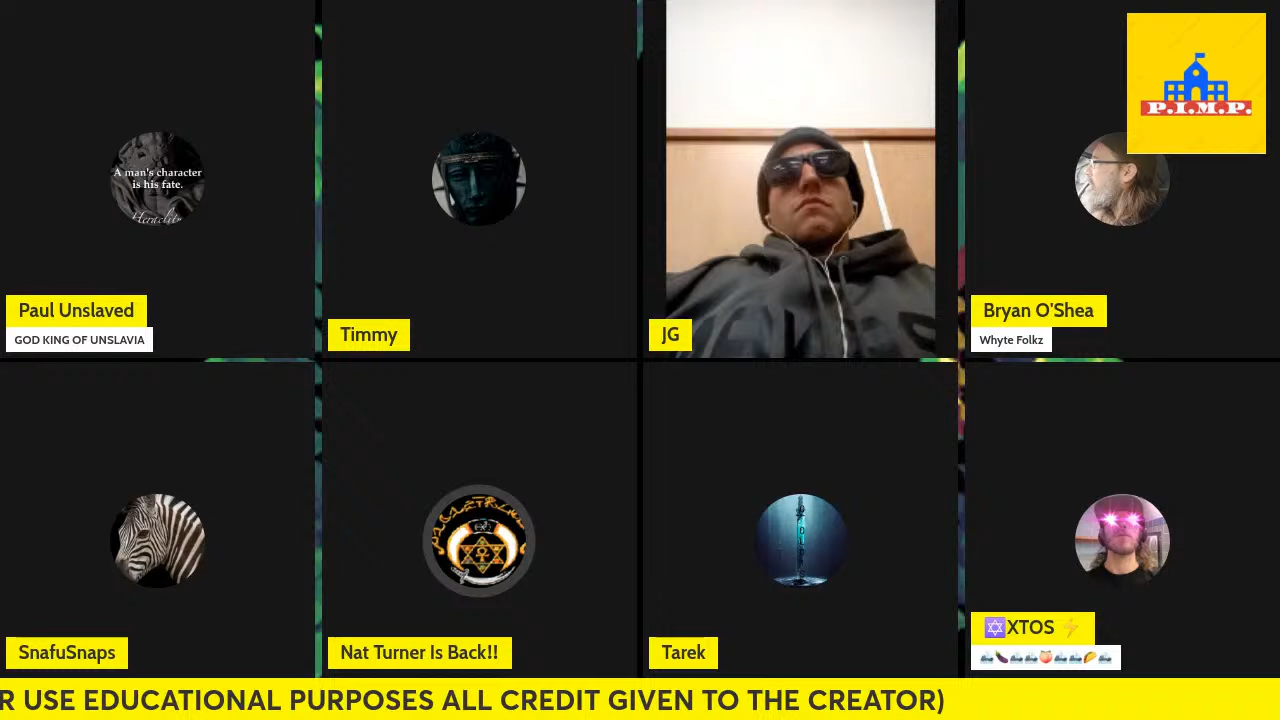 P.I.M.P.
A man's character
is his fate.
Paul Unslaved
GOD KING OF UNSLAVIA
Timmy
JG
Bryan O'Shea
Whyte Folkz
SnafuSnaps
Nat Turner Is Back!!
Tarek
✡️XTOS ⚡
R USE EDUCATIONAL PURPOSES ALL CREDIT GIVEN TO THE CREATOR)